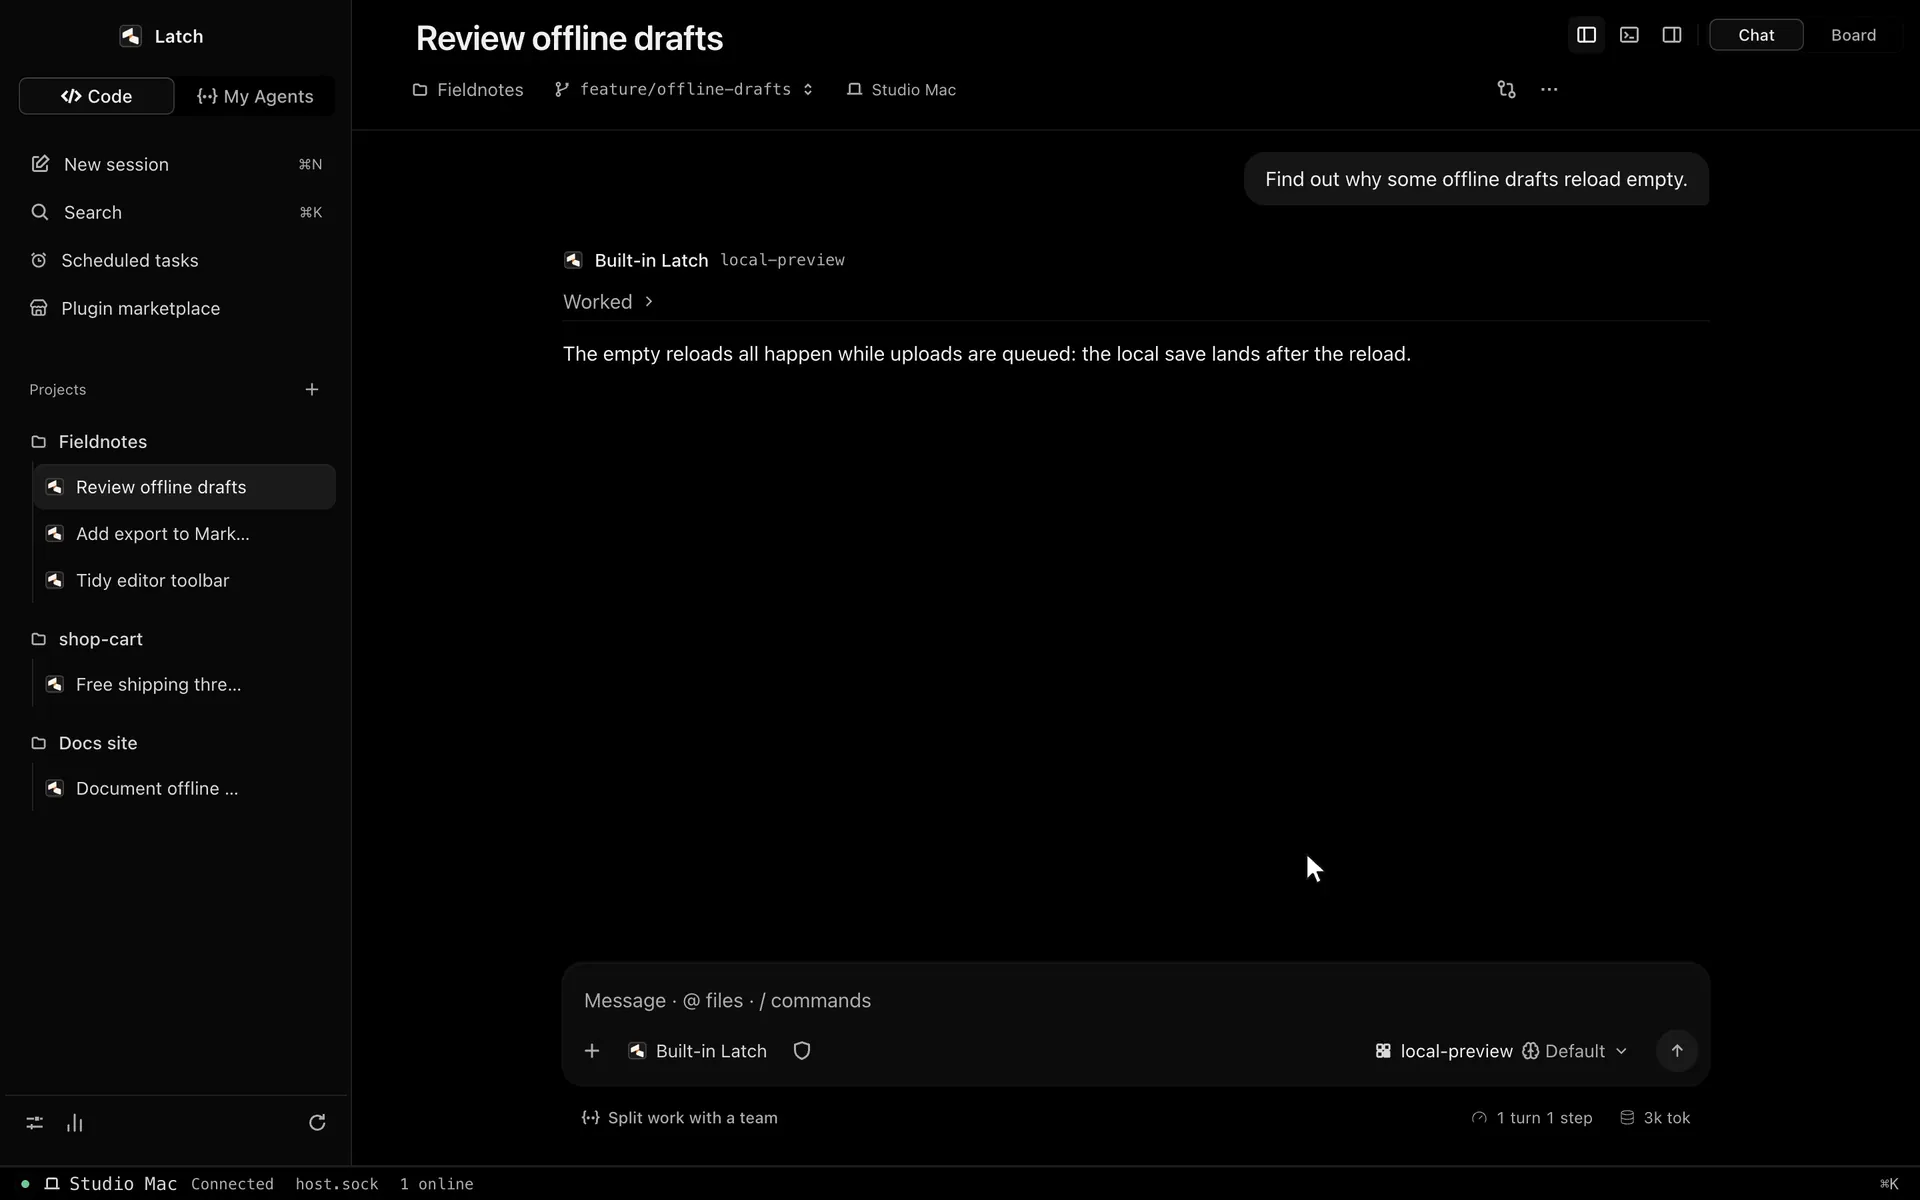 Latch
Code
My Agents
New session ⌘N
Search ⌘K
Scheduled tasks
Plugin marketplace
Projects
Fieldnotes
Review offline drafts
Add export to Mark...
Tidy editor toolbar
shop-cart
Free shipping thre...
Docs site
Document offline ...
Review offline drafts
Chat
Board
Fieldnotes
feature/offline-drafts
Studio Mac
Find out why some offline drafts reload empty.
Built-in Latch local-preview
Worked
The empty reloads all happen while uploads are queued: the local save lands after the reload.
Message · @ files · / commands
Built-in Latch
local-preview
Default
Split work with a team
1 turn 1 step
3k tok
Studio Mac Connected host.sock 1 online
⌘K